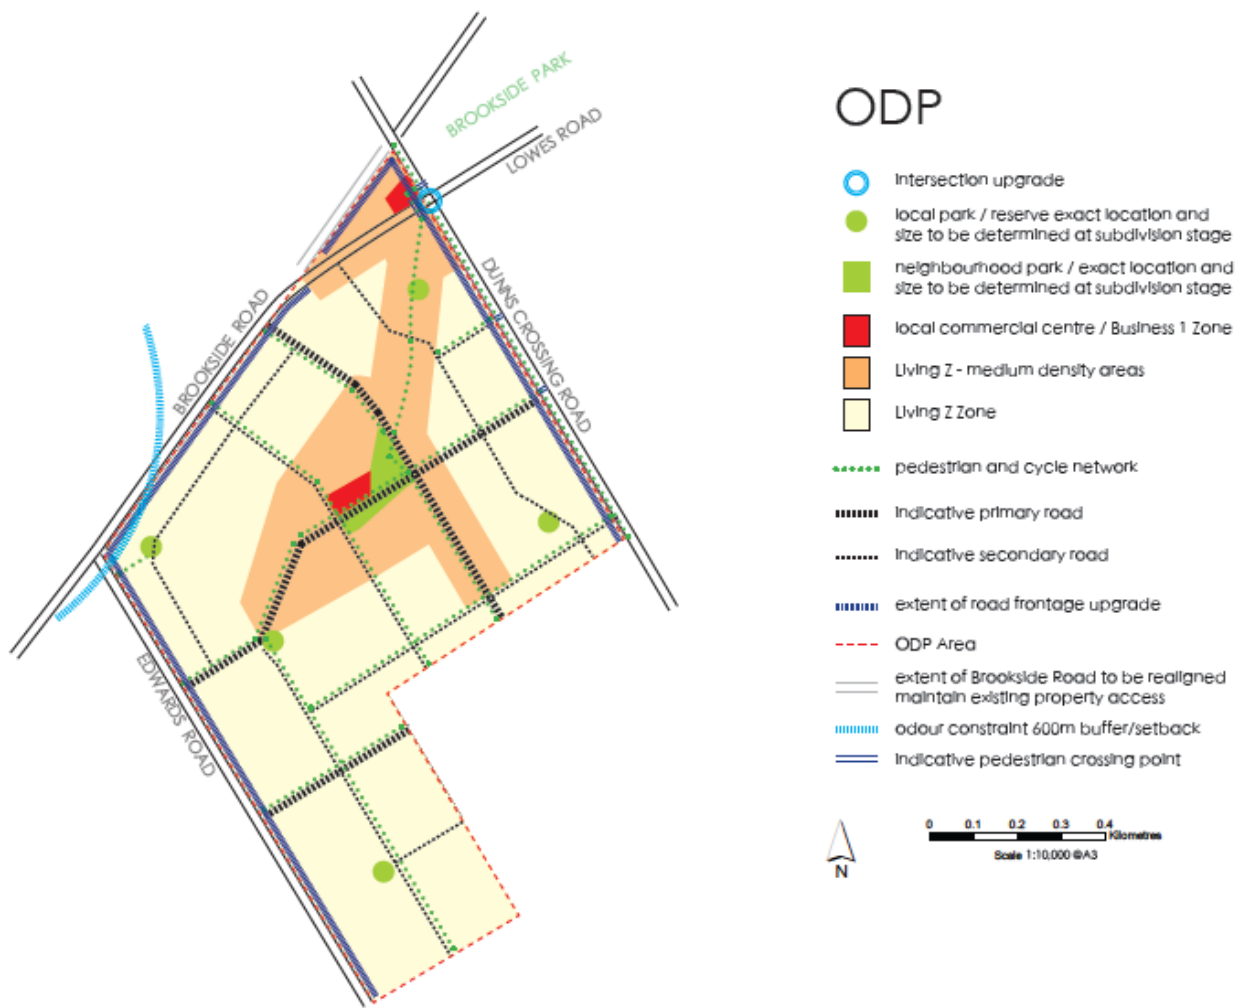 BROOKSIDE PARK
LOWES ROAD
DUNNS CROSSING ROAD
BROOKSIDE ROAD
EDWARDS ROAD
ODP
Intersection upgrade
local park / reserve exact location and
size to be determined at subdivision stage
neighbourhood park / exact location and
size to be determined at subdivision stage
local commercial centre / Business 1 Zone
Living Z - medium density areas
Living Z Zone
pedestrian and cycle network
Indicative primary road
Indicative secondary road
extent of road frontage upgrade
ODP Area
extent of Brookside Road to be realigned
maintain existing property access
odour constraint 600m buffer/setback
Indicative pedestrian crossing point
N
0 0.1 0.2 0.3 0.4
Kilometres
Scale 1:10,000 @A3